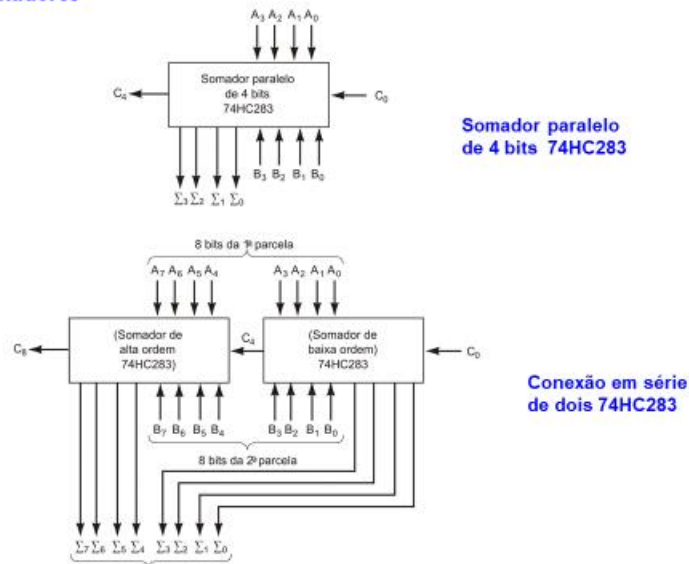 A₃ A₂ A₁ A₀
Somador paralelo
de 4 bits
74HC283
C₄
C₀
B₃ B₂ B₁ B₀
Σ₃ Σ₂ Σ₁ Σ₀
Somador paralelo
de 4 bits 74HC283
8 bits da 1ª parcela
A₇ A₆ A₅ A₄
A₃ A₂ A₁ A₀
(Somador de
alta ordem
74HC283)
(Somador de
baixa ordem)
74HC283
C₈
C₄
C₀
B₇ B₆ B₅ B₄
B₃ B₂ B₁ B₀
8 bits da 2ª parcela
Conexão em série
de dois 74HC283
Σ₇ Σ₆ Σ₅ Σ₄ Σ₃ Σ₂ Σ₁ Σ₀